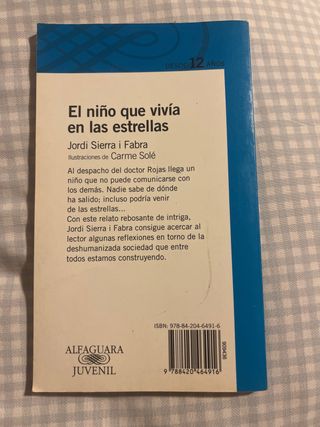 DESDE 12 AÑOS
El niño que vivía
en las estrellas
Jordi Sierra i Fabra
Ilustraciones de Carme Solé
Al despacho del doctor Rojas llega un
niño que no puede comunicarse con
los demás. Nadie sabe de dónde
ha salido; incluso podría venir
de las estrellas...
Con este relato rebosante de intriga,
Jordi Sierra i Fabra consigue acercar al
lector algunas reflexiones en torno de la
deshumanizada sociedad que entre
todos estamos construyendo.
ISBN: 978-84-204-6491-6
9 788420 464916
ALFAGUARA
JUVENIL